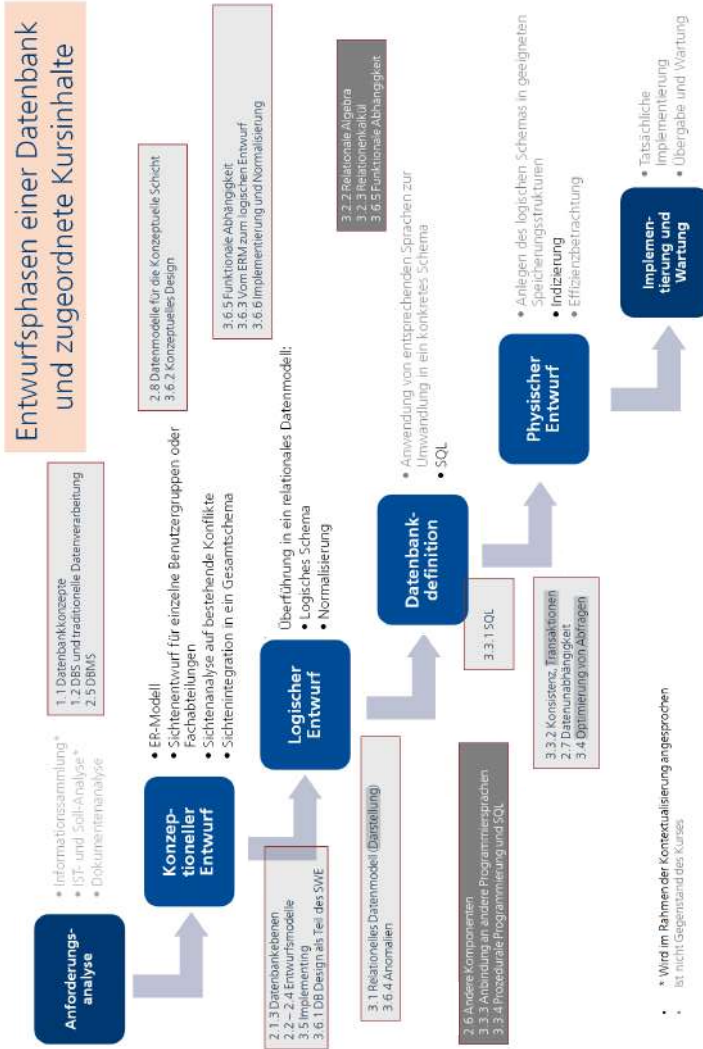 Entwurfsphasen einer Datenbank
und zugeordnete Kursinhalte
Anforderungs-
analyse
• Informationssammlung*
• IST- und Soll-Analyse*
• Dokumentenanalyse
1.1 Datenbankkonzepte
1.2 DBS und traditionelle Datenverarbeitung
2.5 DBMS
Konzep-
tioneller
Entwurf
• ER-Modell
• Sichtenentwurf für einzelne Benutzergruppen oder
Fachabteilungen
• Sichtenanalyse auf bestehende Konflikte
• Sichtenintegration in ein Gesamtschema
2.8 Datenmodelle für die Konzeptuelle Schicht
3.6.2 Konzeptuelles Design
2.1.3 Datenbankebenen
2.2 – 2.4 Entwurfsmodelle
3.5 Implementing
3.6.1 DB Design als Teil des SWE
Logischer
Entwurf
Überführung in ein relationales Datenmodell:
• Logisches Schema
• Normalisierung
3.6.5 Funktionale Abhängigkeit
3.6.3 Vom ERM zum logischen Entwurf
3.6.6 Implementierung und Normalisierung
3.1 Relationelles Datenmodell (Darstellung)
3.6.4 Anomalien
Datenbank-
definition
• Anwendung von entsprechenden Sprachen zur
Umwandlung in ein konkretes Schema
• SQL
3.2.2 Relationale Algebra
3.2.3 Relationenkalkül
3.6.5 Funktionale Abhängigkeit
3.3.1 SQL
2.6 Andere Komponenten
3.3.3 Anbindung an andere Programmiersprachen
3.3.4 Prozedurale Programmierung und SQL
Physischer
Entwurf
• Anlegen des logischen Schemas in geeigneten
Speicherungsstrukturen
• Indizierung
• Effizienzbetrachtung
3.3.2 Konsistenz, Transaktionen
2.7 Datenunabhängigkeit
3.4 Optimierung von Abfragen
Implemen-
tierung und
Wartung
• Tatsächliche
Implementierung
• Übergabe und Wartung
• * Wird im Rahmen der Kontextualisierung angesprochen
• Ist nicht Gegenstand des Kurses